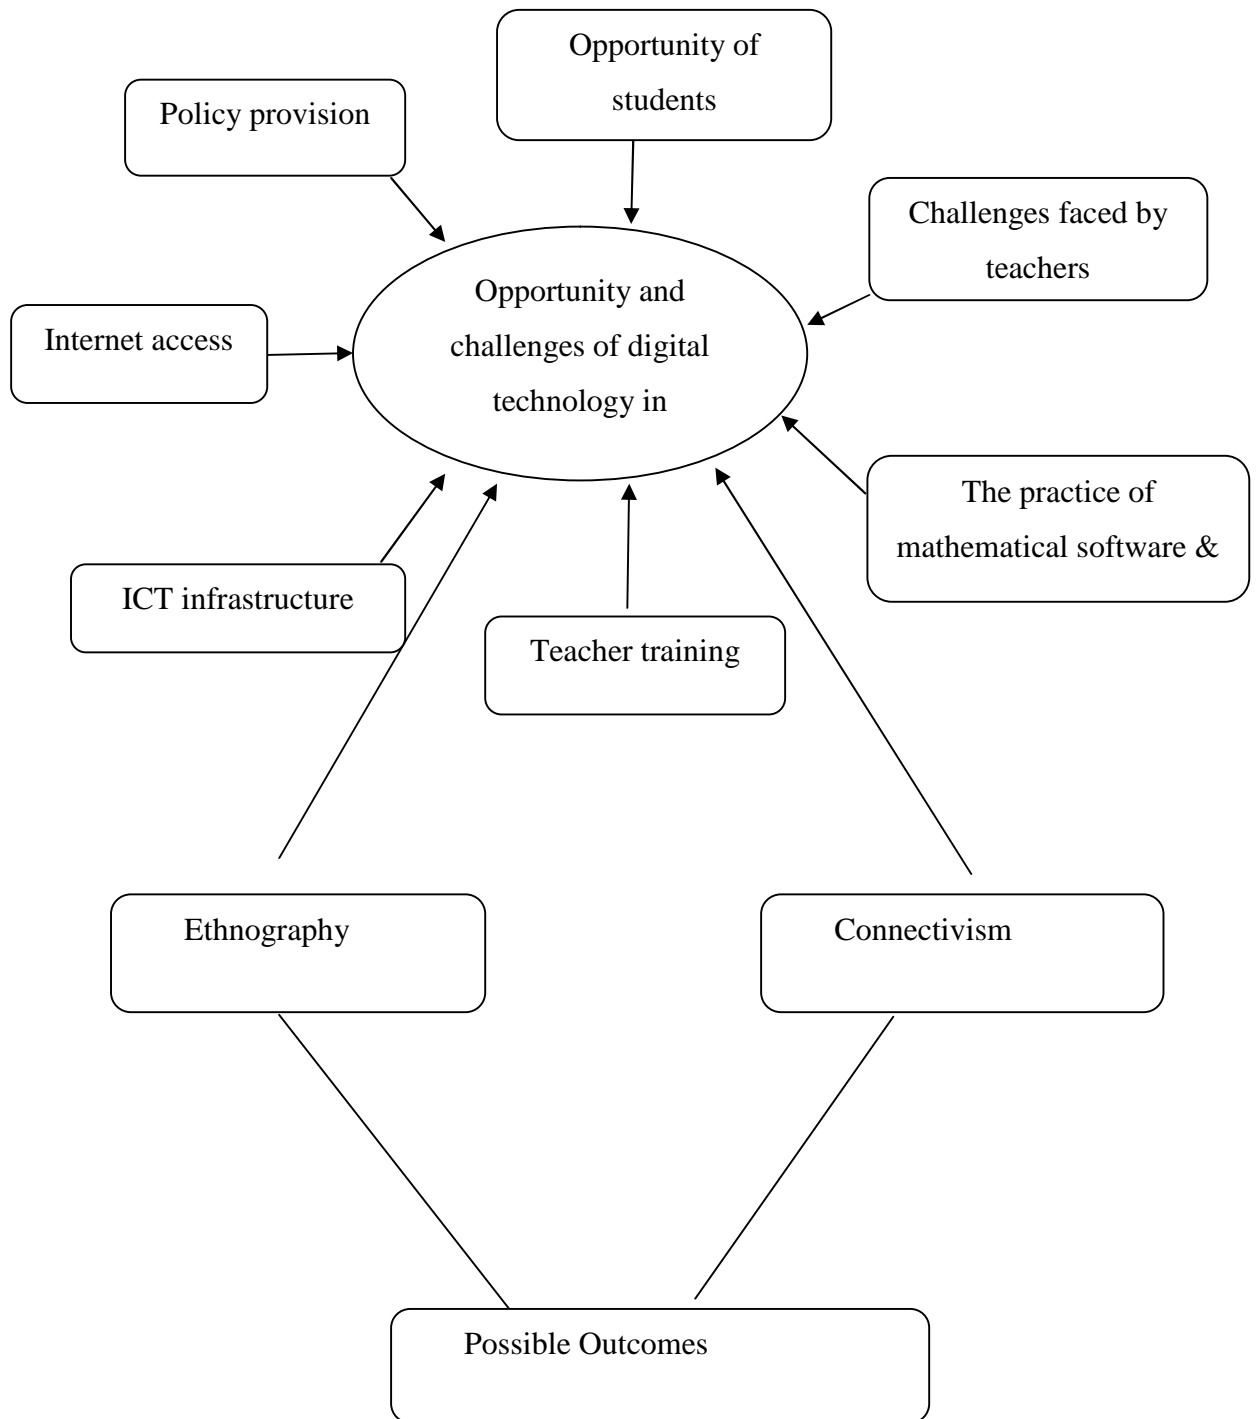 Opportunity of
students
Policy provision
Challenges faced by
teachers
Opportunity and
challenges of digital
technology in
Internet access
The practice of
mathematical software &
ICT infrastructure
Teacher training
Ethnography
Connectivism
Possible Outcomes